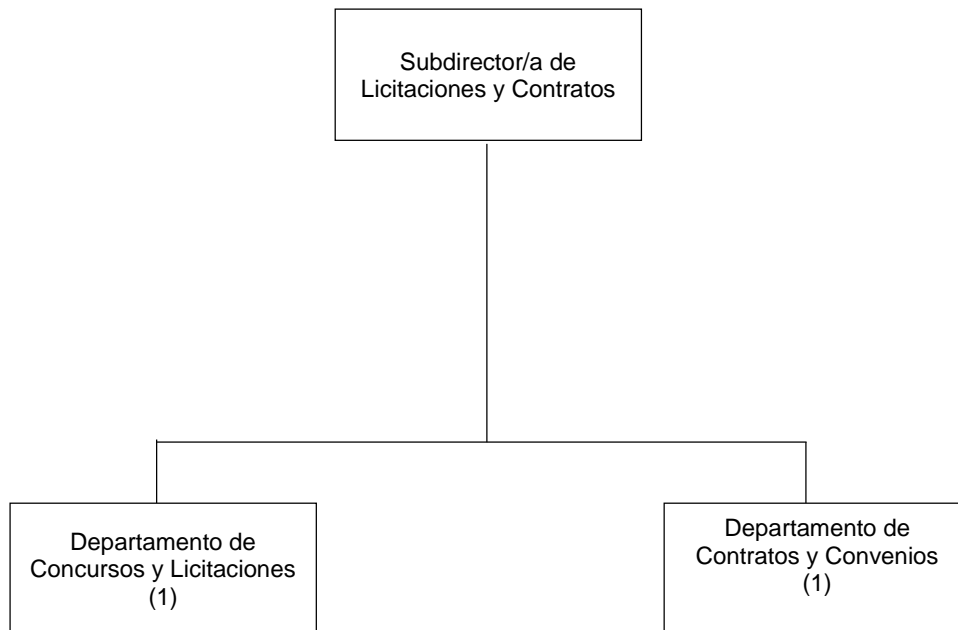 Subdirector/a de
Licitaciones y Contratos
Departamento de
Concursos y Licitaciones
(1)
Departamento de
Contratos y Convenios
(1)